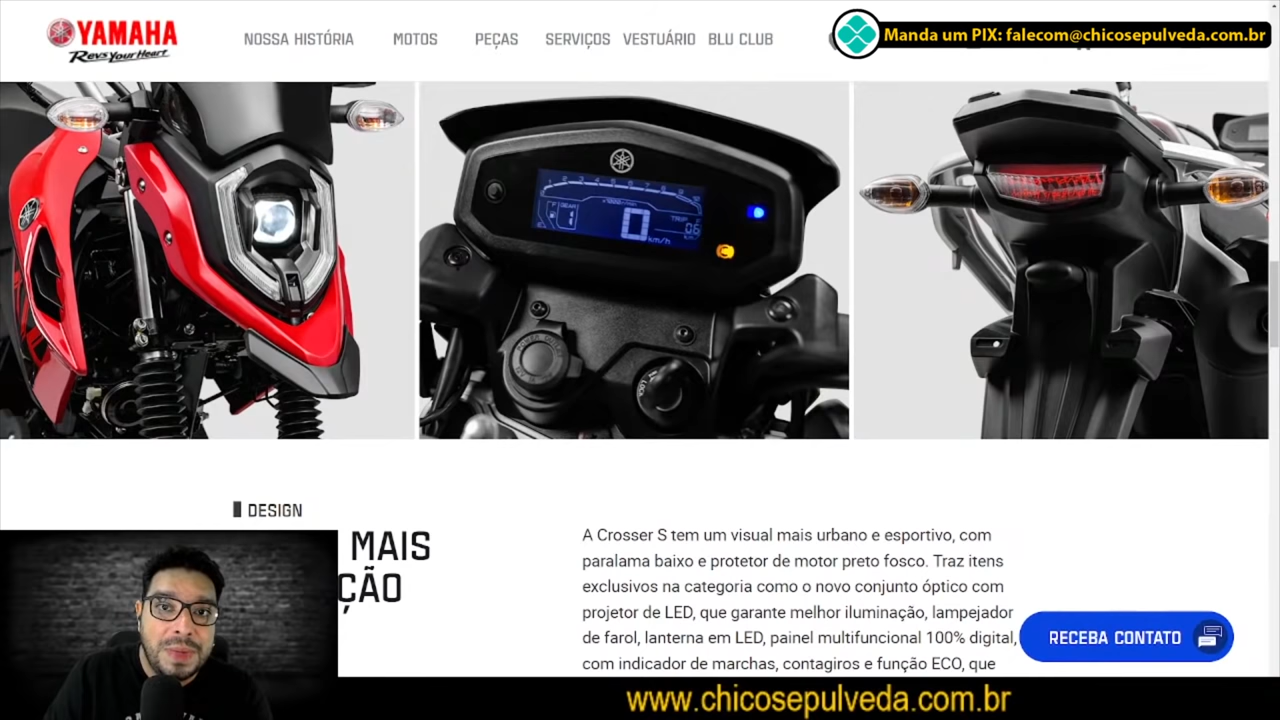 YAMAHA
Revs Your Heart
NOSSA HISTÓRIA
MOTOS
PEÇAS
SERVIÇOS
VESTUÁRIO
BLU CLUB
Manda um PIX: falecom@chicosepulveda.com.br
GEAR
TRIP
0
km/h
LOCK
DESIGN
MAIS
ÇÃO
A Crosser S tem um visual mais urbano e esportivo, com
paralama baixo e protetor de motor preto fosco. Traz itens
exclusivos na categoria como o novo conjunto óptico com
projetor de LED, que garante melhor iluminação, lampejador
de farol, lanterna em LED, painel multifuncional 100% digital,
com indicador de marchas, contagiros e função ECO, que
RECEBA CONTATO
www.chicosepulveda.com.br